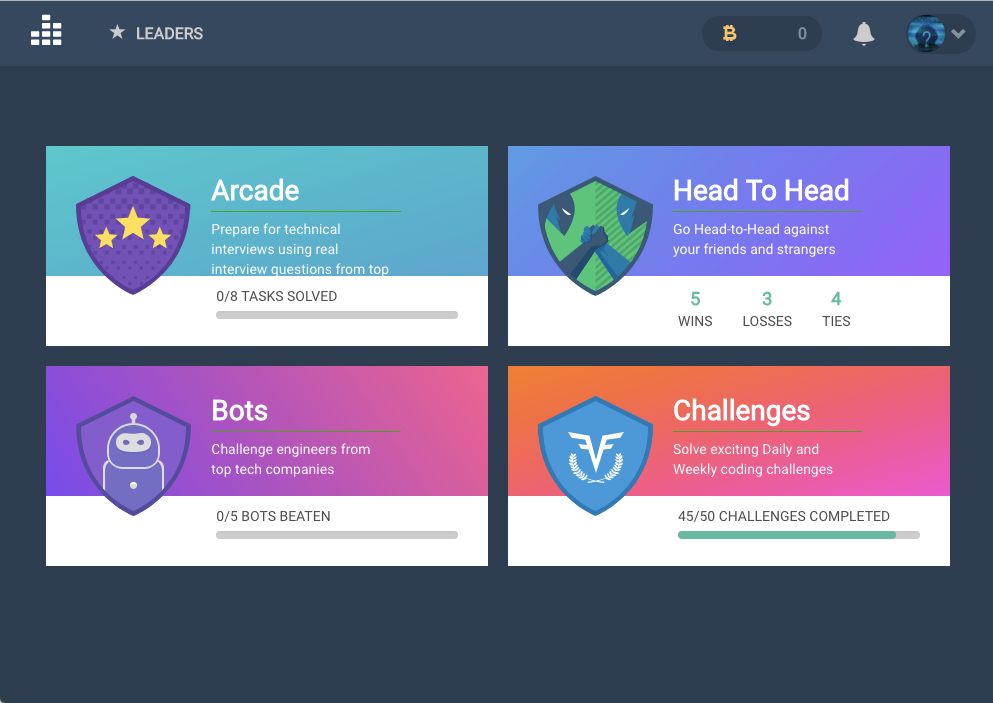 LEADERS
0
Arcade
Prepare for technical
interviews using real
interview questions from top
0/8 TASKS SOLVED
Head To Head
Go Head-to-Head against
your friends and strangers
5 3 4
WINS LOSSES TIES
Bots
Challenge engineers from
top tech companies
0/5 BOTS BEATEN
Challenges
Solve exciting Daily and
Weekly coding challenges
45/50 CHALLENGES COMPLETED